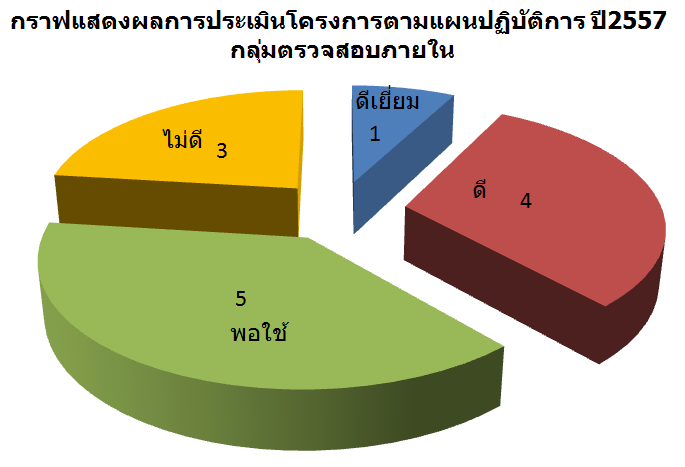 กราฟแสดงผลการประเมินโครงการตามแผนปฏิบัติการ ปี2557
กลุ่มตรวจสอบภายใน
ดีเยี่ยม
1
ไม่ดี 3
ดี 4
5
พอใช้